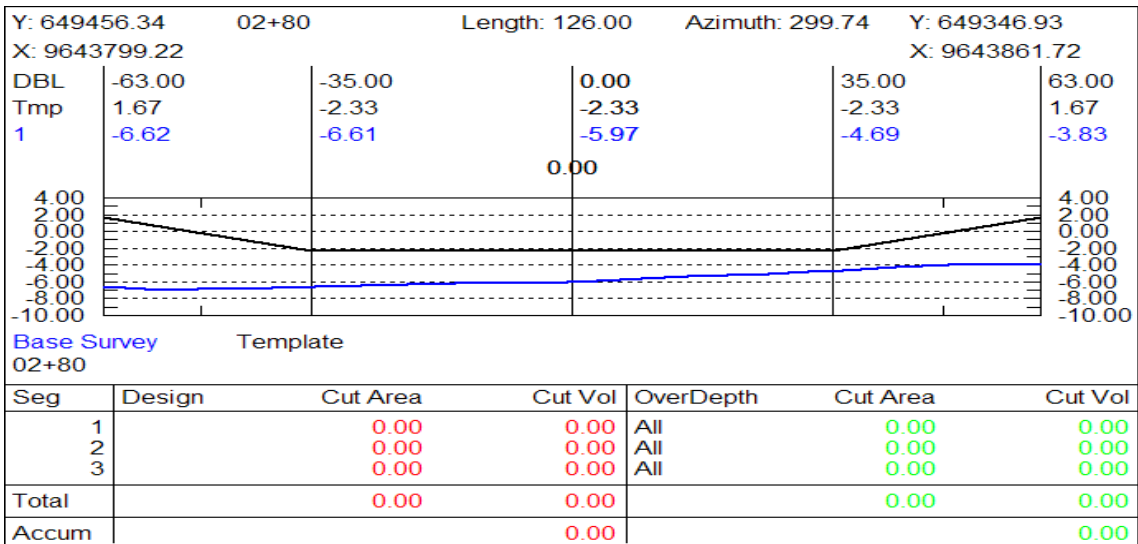 Y: 649456.34 02+80 Length: 126.00 Azimuth: 299.74 Y: 649346.93
X: 9643799.22 X: 9643861.72
DBL -63.00 -35.00 0.00 35.00 63.00
Tmp 1.67 -2.33 -2.33 -2.33 1.67
1 -6.62 -6.61 -5.97 -4.69 -3.83
0.00
4.00 4.00
2.00 2.00
0.00 0.00
-2.00 -2.00
-4.00 -4.00
-6.00 -6.00
-8.00 -8.00
-10.00 -10.00
Base Survey Template
02+80
Seg Design Cut Area Cut Vol OverDepth Cut Area Cut Vol
1 0.00 0.00 All 0.00 0.00
2 0.00 0.00 All 0.00 0.00
3 0.00 0.00 All 0.00 0.00
Total 0.00 0.00 0.00 0.00
Accum 0.00 0.00